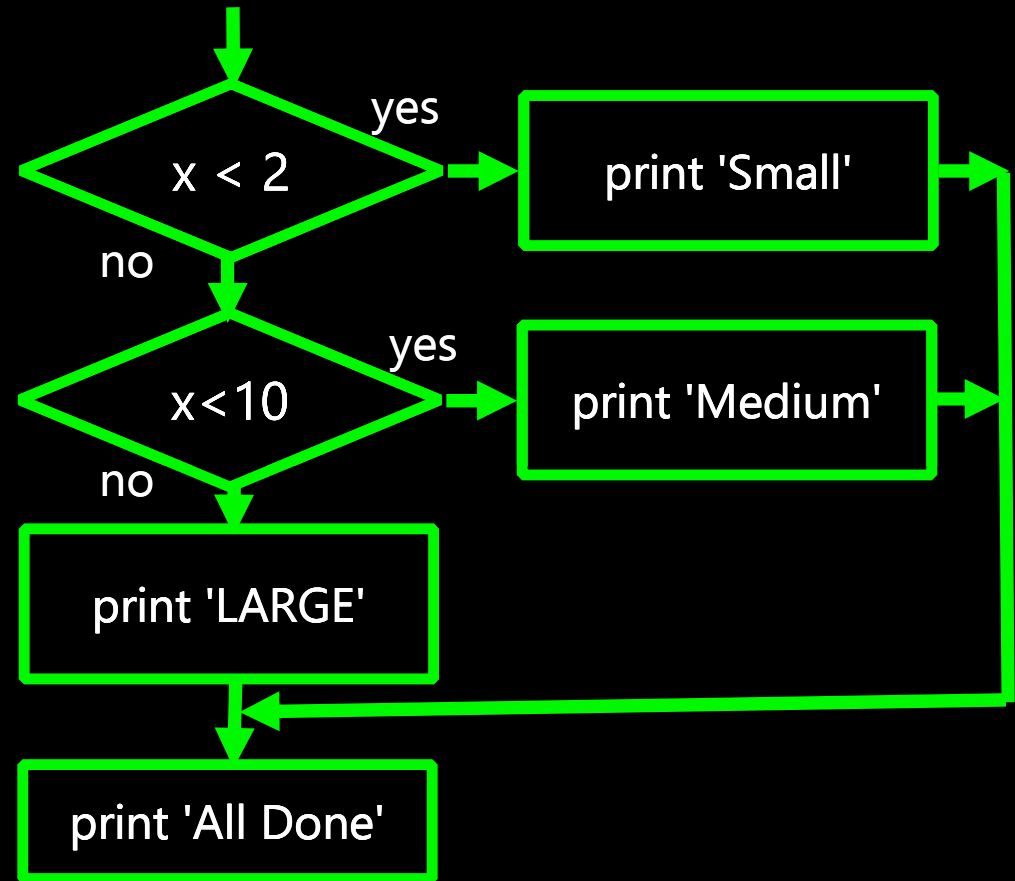 yes
x < 2
print 'Small'
no
yes
x<10
print 'Medium'
no
print 'LARGE'
print 'All Done'